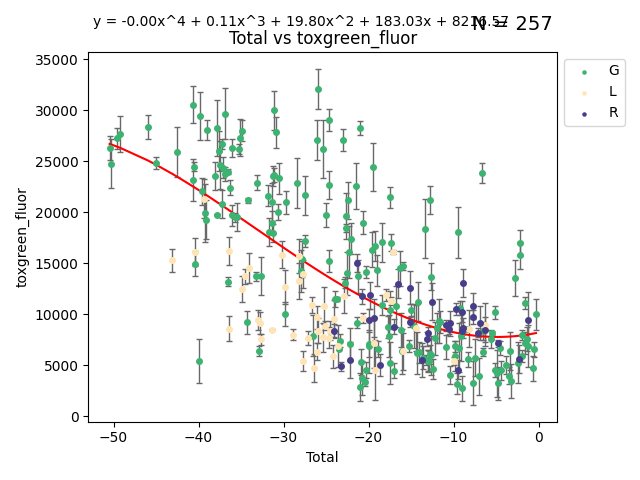 y = -0.00x^4 + 0.11x^3 + 19.80x^2 + 183.03x + 8216.57
N = 257
Total vs toxgreen_fluor
35000
30000
25000
20000
15000
10000
5000
0
toxgreen_fluor
−50 −40 −30 −20 −10 0
Total
G
L
R